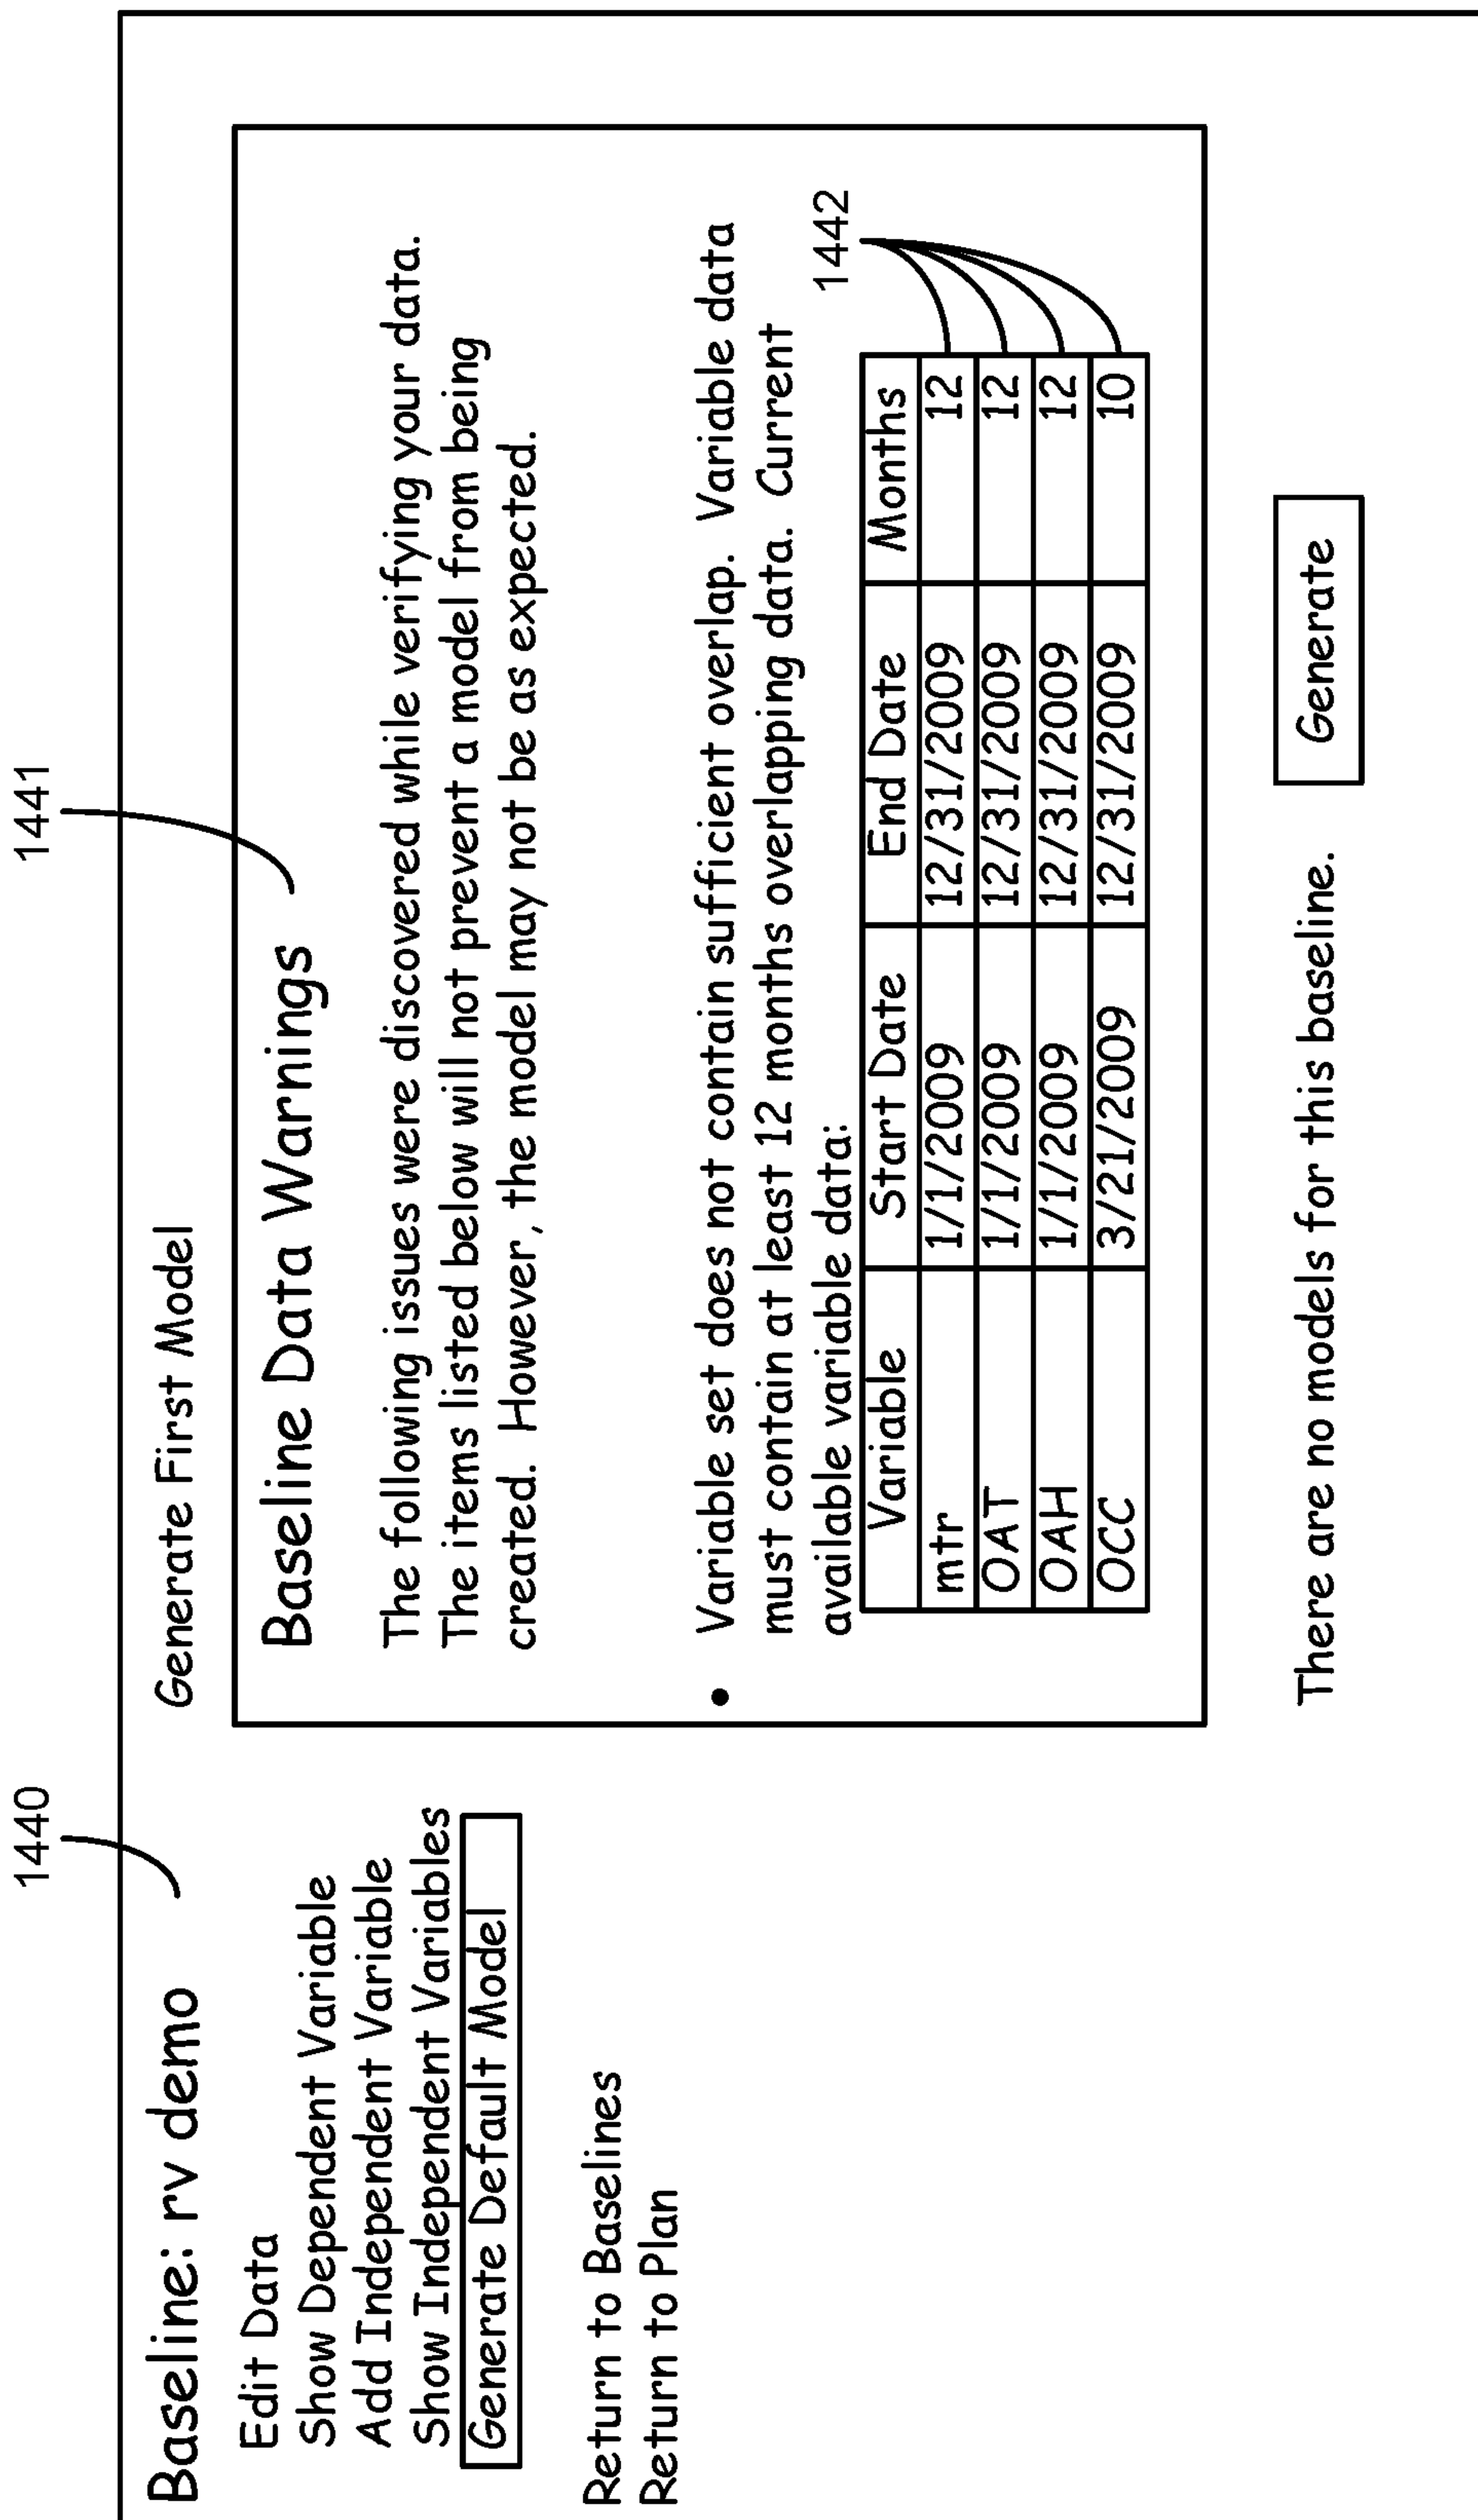 1440
1441
Baseline: rv demo
Edit Data
Show Dependent Variable
Add Independent Variable
Show Independent Variables
Generate Default Model
Return to Baselines
Return to Plan
Generate First Model
Baseline Data Warnings
The following issues were discovered while verifying your data.
The items listed below will not prevent a model from being
created. However, the model may not be as expected.
• Variable set does not contain sufficient overlap. Variable data
must contain at least 12 months overlapping data. Current
available variable data:
1442
Variable Start Date End Date Months
mtr 1/1/2009 12/31/2009 12
OAT 1/1/2009 12/31/2009 12
OAH 1/1/2009 12/31/2009 12
OCC 3/21/2009 12/31/2009 10
There are no models for this baseline. Generate